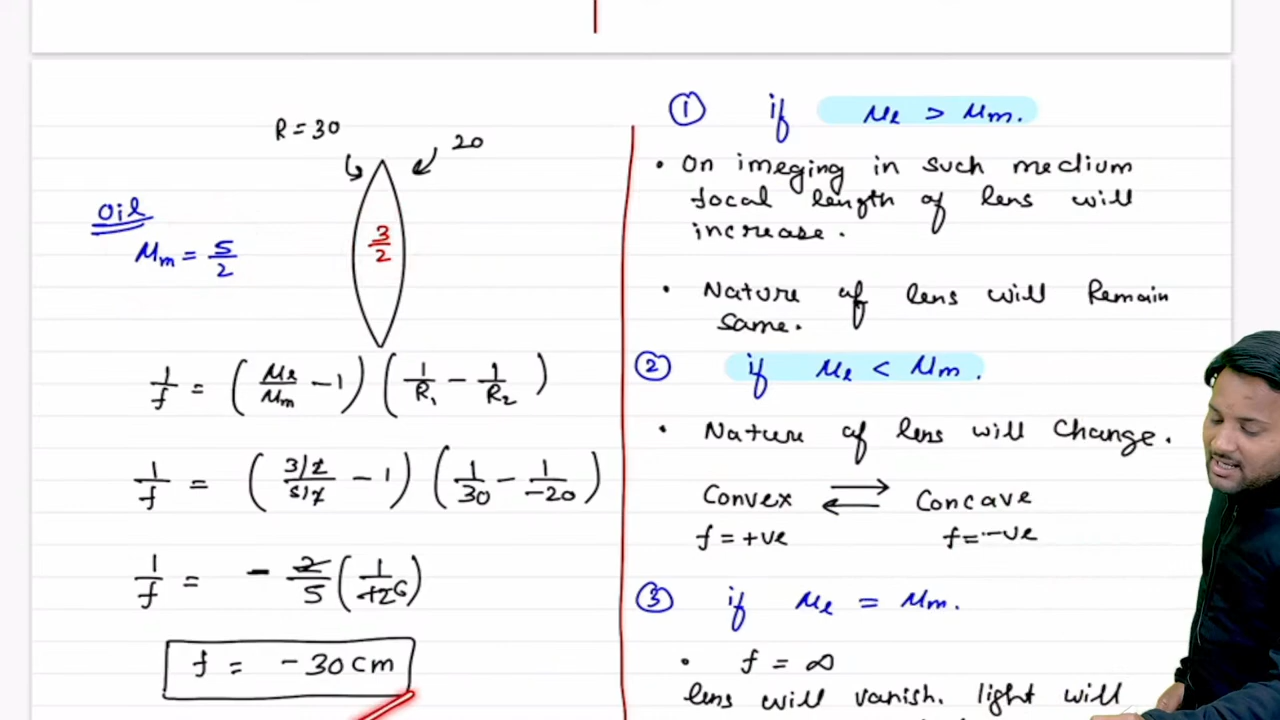 R = 30
20
Oil
μm = 5/2
3/2
1/f = (μl/μm - 1) (1/R1 - 1/R2)
1/f = (3/2 / 5/2 - 1) (1/30 - 1/-20)
1/f = - 2/5 (1/12 6)
f = - 30 cm
① if μl > μm.
• On imeging in such medium
focal length of lens will
increase.
• Nature of lens will Remain
same.
② if μl < μm.
• Nature of lens will Change.
Convex ⇄ Concave
f = +ve f = -ve
③ if μl = μm.
• f = ∞
lens will vanish. light will